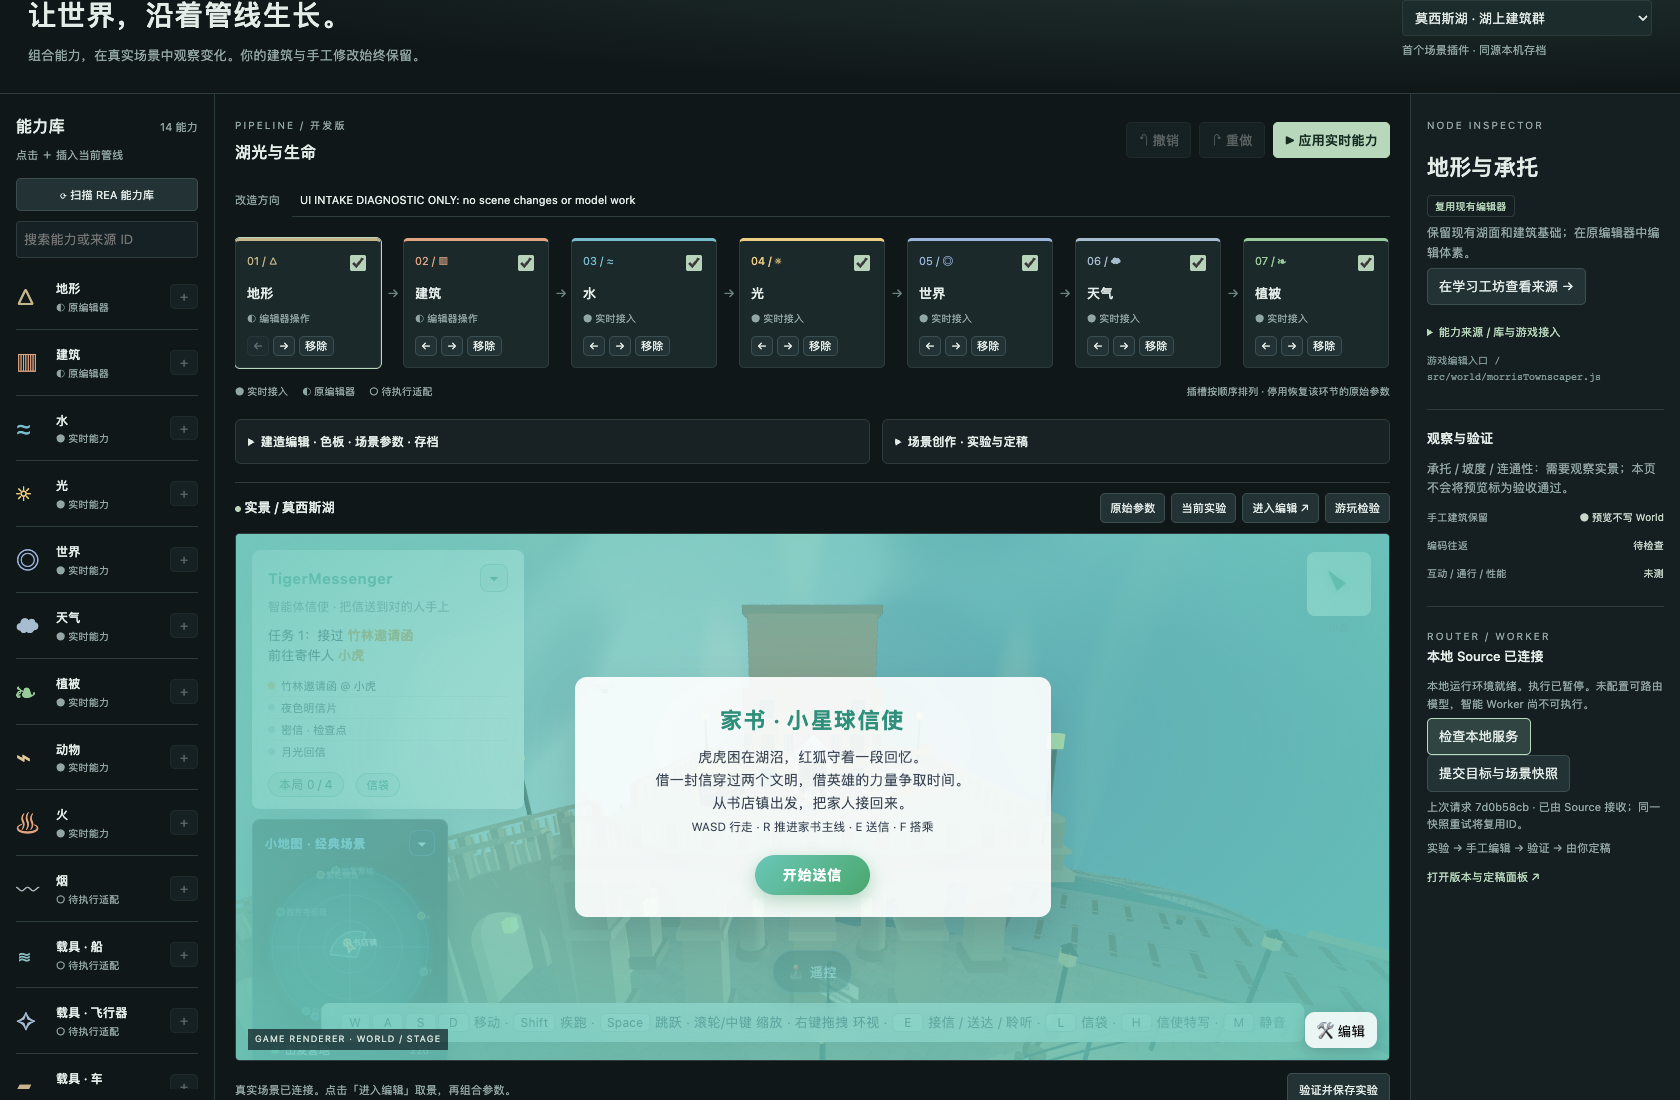 让世界，沿着管线生长。
组合能力，在真实场景中观察变化。你的建筑与手工修改始终保留。
莫西斯湖 · 湖上建筑群
首个场景插件 · 同源本机存档
能力库
14 能力
点击 ＋ 插入当前管线
扫描 REA 能力库
搜索能力或来源 ID
地形
原编辑器
建筑
原编辑器
水
实时能力
光
实时能力
世界
实时能力
天气
实时能力
植被
实时能力
动物
实时能力
火
实时能力
烟
待执行适配
载具 · 船
待执行适配
载具 · 飞行器
待执行适配
载具 · 车
PIPELINE / 开发版
湖光与生命
撤销
重做
应用实时能力
改造方向
UI INTAKE DIAGNOSTIC ONLY: no scene changes or model work
01 /
地形
编辑器操作
← → 移除
02 /
建筑
编辑器操作
← → 移除
03 / ≈
水
实时接入
← → 移除
04 /
光
实时接入
← → 移除
05 / ◎
世界
实时接入
← → 移除
06 /
天气
实时接入
← → 移除
07 /
植被
实时接入
← → 移除
实时接入 原编辑器 待执行适配
插槽按顺序排列 · 停用恢复该环节的原始参数
建造编辑 · 色板 · 场景参数 · 存档
场景创作 · 实验与定稿
实景 / 莫西斯湖
原始参数
当前实验
进入编辑 ↗
游玩检验
TigerMessenger
智能体信使 · 把信送到对的人手上
任务 1：接过 竹林邀请函
前往寄件人 小虎
竹林邀请函 @ 小虎
夜色明信片
密信 · 检查点
月光回信
本局 0 / 4
信袋
小地图 · 经典场景
家书 · 小星球信使
虎虎困在湖沼，红狐守着一段回忆。
借一封信穿过两个文明，借英雄的力量争取时间。
从书店镇出发，把家人接回来。
WASD 行走 · R 推进家书主线 · E 送信 · F 搭乘
开始送信
遥控
W A S D 移动 · Shift 疾跑 · Space 跳跃 · 滚轮/中键 缩放 · 右键拖拽 环视 · E 接信 / 送达 / 聆听 · L 信袋 · H 信使特写 · M 静音
GAME RENDERER · WORLD / STAGE
编辑
真实场景已连接。点击「进入编辑」取景，再组合参数。
验证并保存实验
NODE INSPECTOR
地形与承托
复用现有编辑器
保留现有湖面和建筑基础；在原编辑器中编
辑体素。
在学习工坊查看来源 →
能力来源 / 库与游戏接入
游戏编辑入口 /
src/world/morrisTownscaper.js
观察与验证
承托 / 坡度 / 连通性：需要观察实景；本页
不会将预览标为验收通过。
手工建筑保留
预览不写 World
编码往返
待检查
互动 / 通行 / 性能
未测
ROUTER / WORKER
本地 Source 已连接
本地运行环境就绪。执行已暂停。未配置可路由
模型，智能 Worker 尚不可执行。
检查本地服务
提交目标与场景快照
上次请求 7d0b58cb · 已由 Source 接收；同一
快照重试将复用ID。
实验 → 手工编辑 → 验证 → 由你定稿
打开版本与定稿面板 ↗